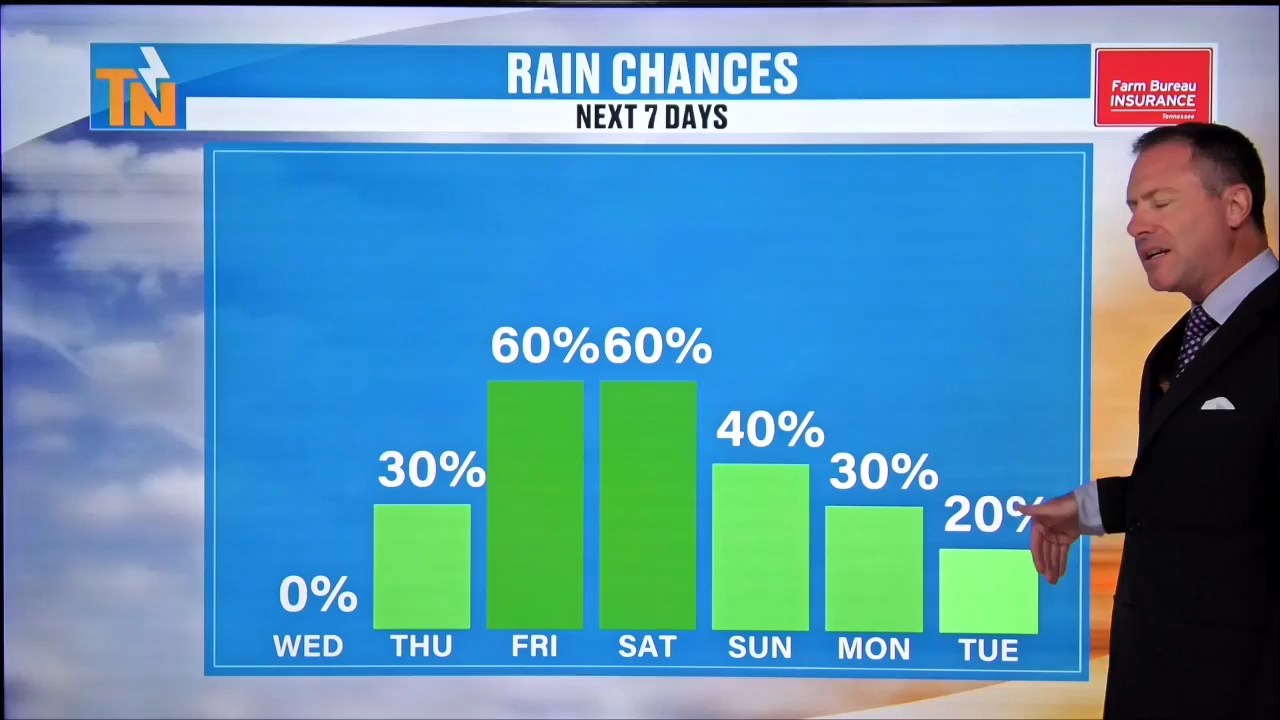 TN
RAIN CHANCES
NEXT 7 DAYS
Farm Bureau
INSURANCE
Tennessee
60% 60%
40%
30% 30%
20%
0%
WED THU FRI SAT SUN MON TUE